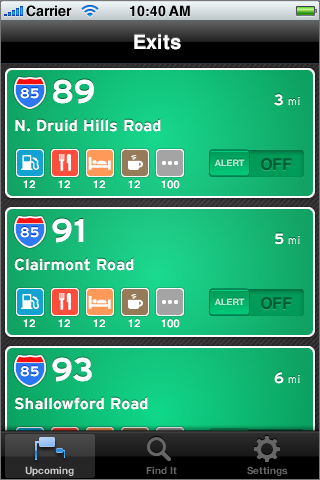 Carrier 10:40 AM
Exits
85 89 3 mi
N. Druid Hills Road
ALERT OFF
12 12 12 12 100
85 91 5 mi
Clairmont Road
ALERT OFF
12 12 12 12 100
85 93 6 mi
Shallowford Road
Upcoming Find It Settings